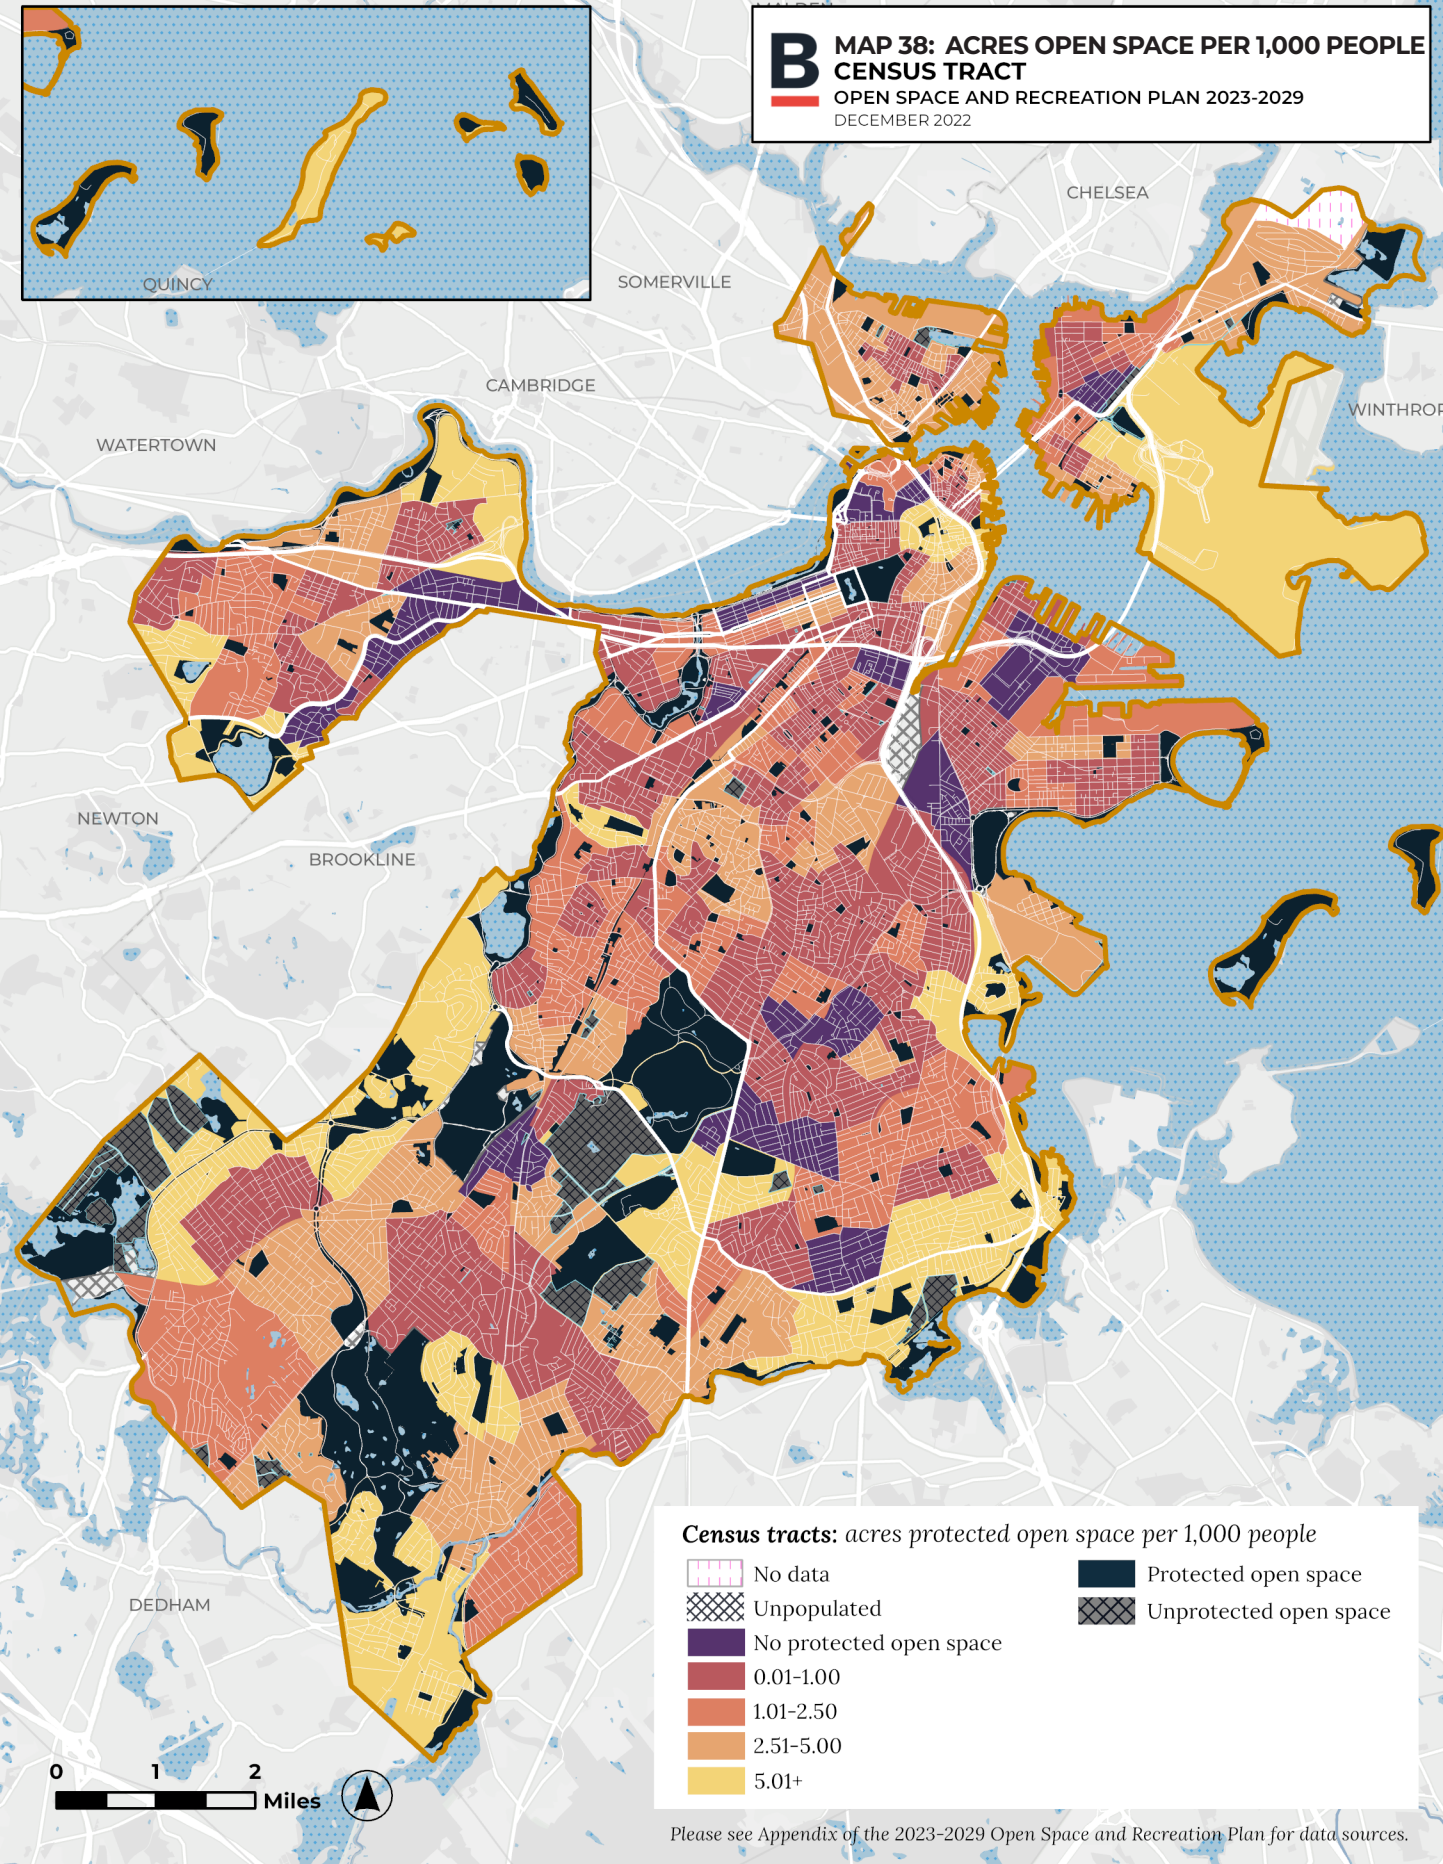 MALDEN
B
MAP 38: ACRES OPEN SPACE PER 1,000 PEOPLE
CENSUS TRACT
OPEN SPACE AND RECREATION PLAN 2023-2029
DECEMBER 2022
CHELSEA
QUINCY
SOMERVILLE
CAMBRIDGE
WINTHROP
WATERTOWN
NEWTON
BROOKLINE
DEDHAM
Census tracts: acres protected open space per 1,000 people
No data
Unpopulated
No protected open space
0.01-1.00
1.01-2.50
2.51-5.00
5.01+
Protected open space
Unprotected open space
0 1 2
Miles
Please see Appendix of the 2023-2029 Open Space and Recreation Plan for data sources.